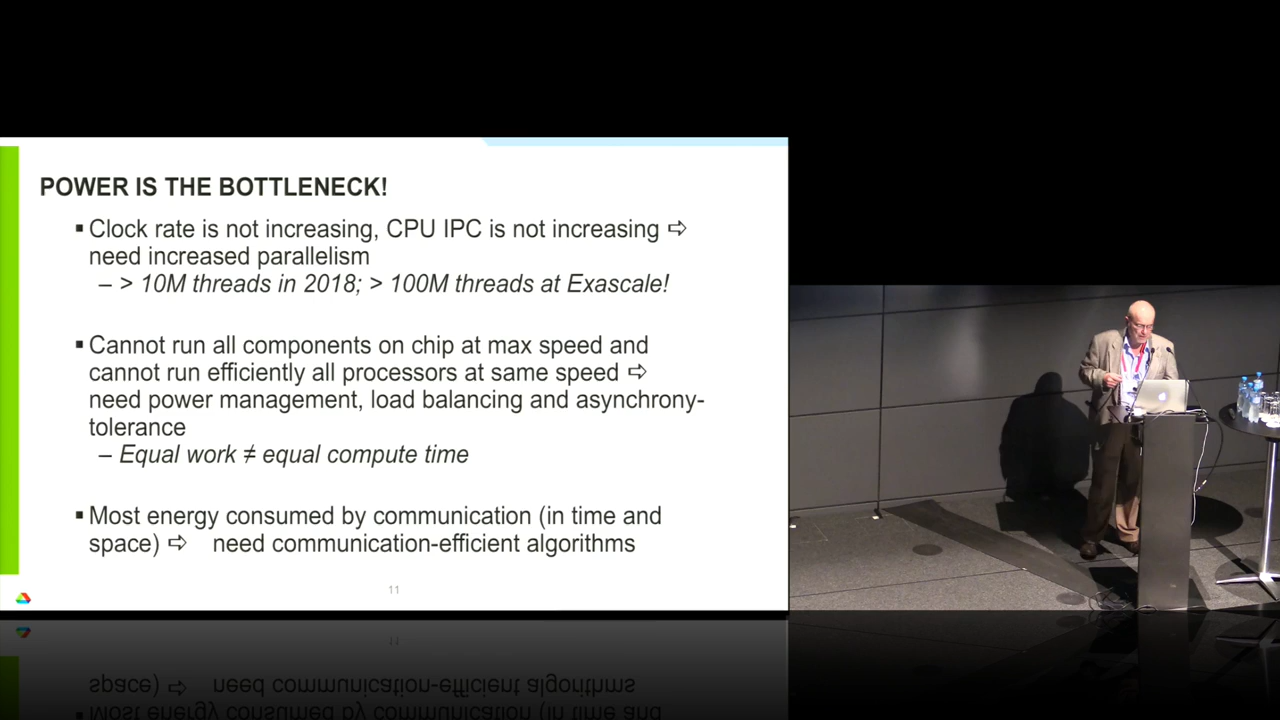 POWER IS THE BOTTLENECK!
▪ Clock rate is not increasing, CPU IPC is not increasing ⇨
need increased parallelism
– > 10M threads in 2018; > 100M threads at Exascale!
▪ Cannot run all components on chip at max speed and
cannot run efficiently all processors at same speed ⇨
need power management, load balancing and asynchrony-
tolerance
– Equal work ≠ equal compute time
▪ Most energy consumed by communication (in time and
space) ⇨ need communication-efficient algorithms
11